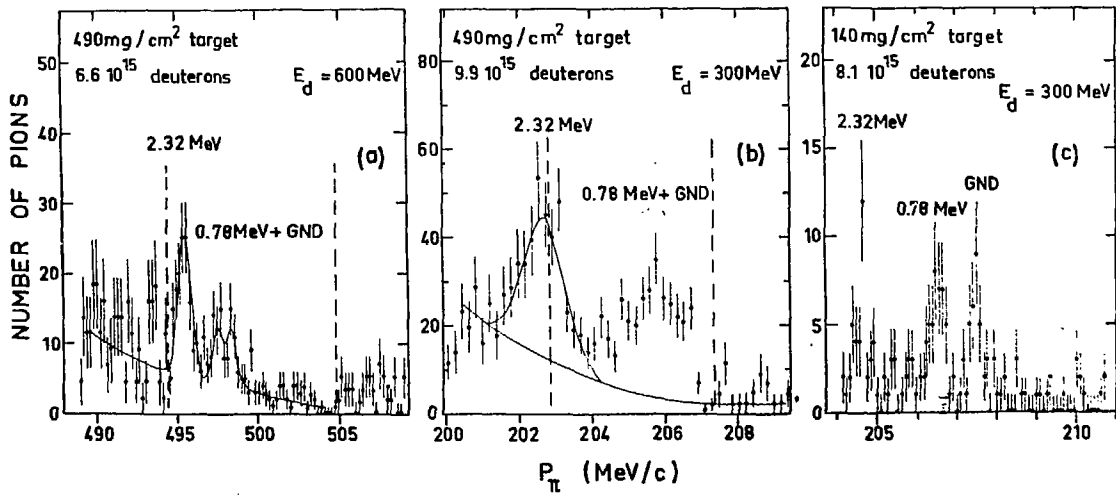 NUMBER OF PIONS
490mg/cm² target
6.6 10¹⁵ deuterons
E_d = 600 MeV
2.32 MeV
(a)
0.78MeV+ GND
50
40
30
20
10
0
490
495
500
505
490mg/cm² target
9.9 10¹⁵ deuterons
E_d = 300MeV
2.32 MeV
(b)
0.78 MeV+ GND
80
60
40
20
0
200
202
204
206
208
140mg/cm² target
8.1 10¹⁵ deuterons
E_d = 300 MeV
2.32MeV
(c)
GND
0.78 MeV
20
15
10
5
0
205
210
P_π (MeV/c)